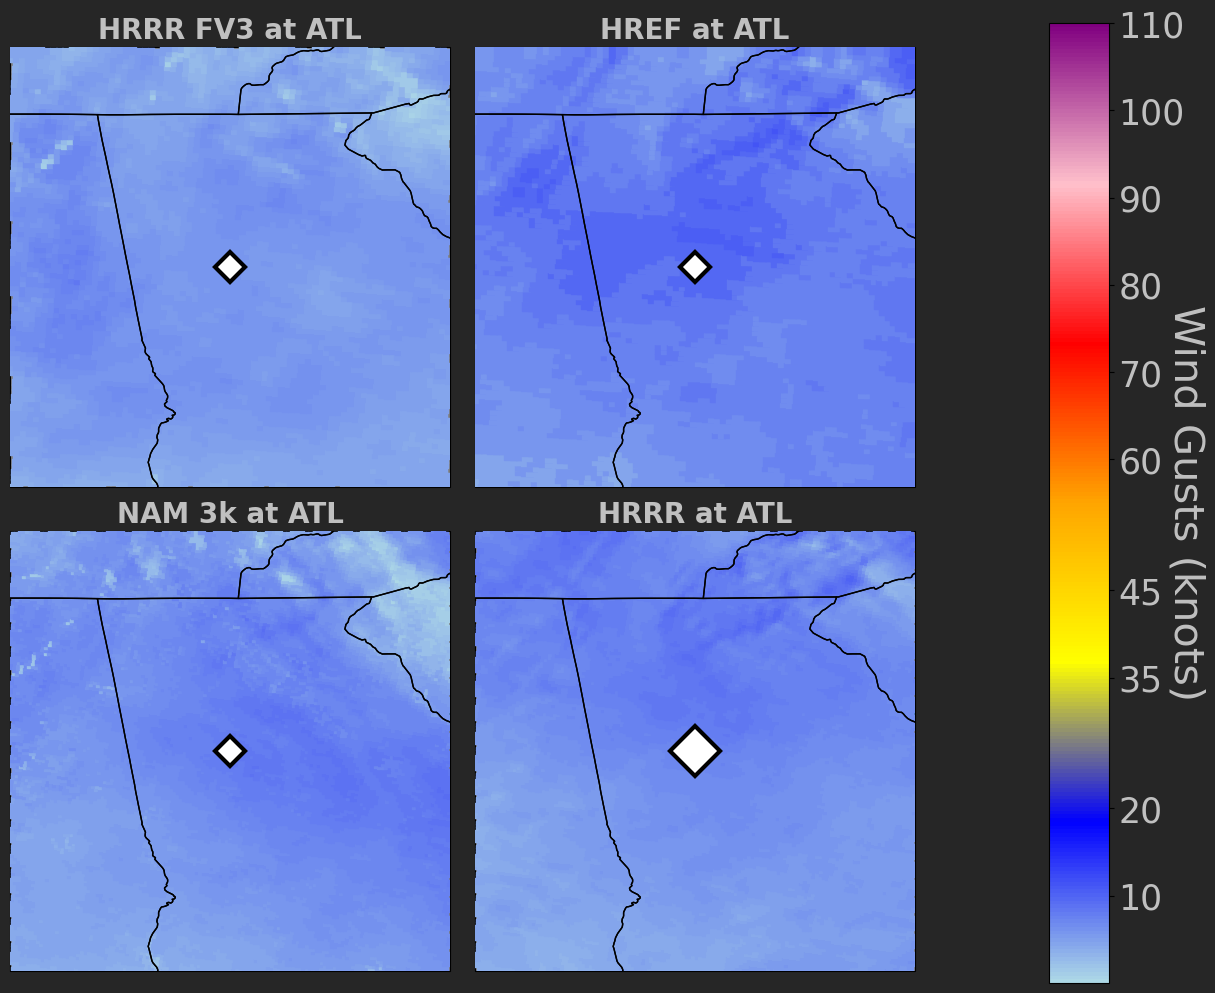 HRRR FV3 at ATL
HREF at ATL
NAM 3k at ATL
HRRR at ATL
110
100
90
80
70
60
45
35
20
10
Wind Gusts (knots)